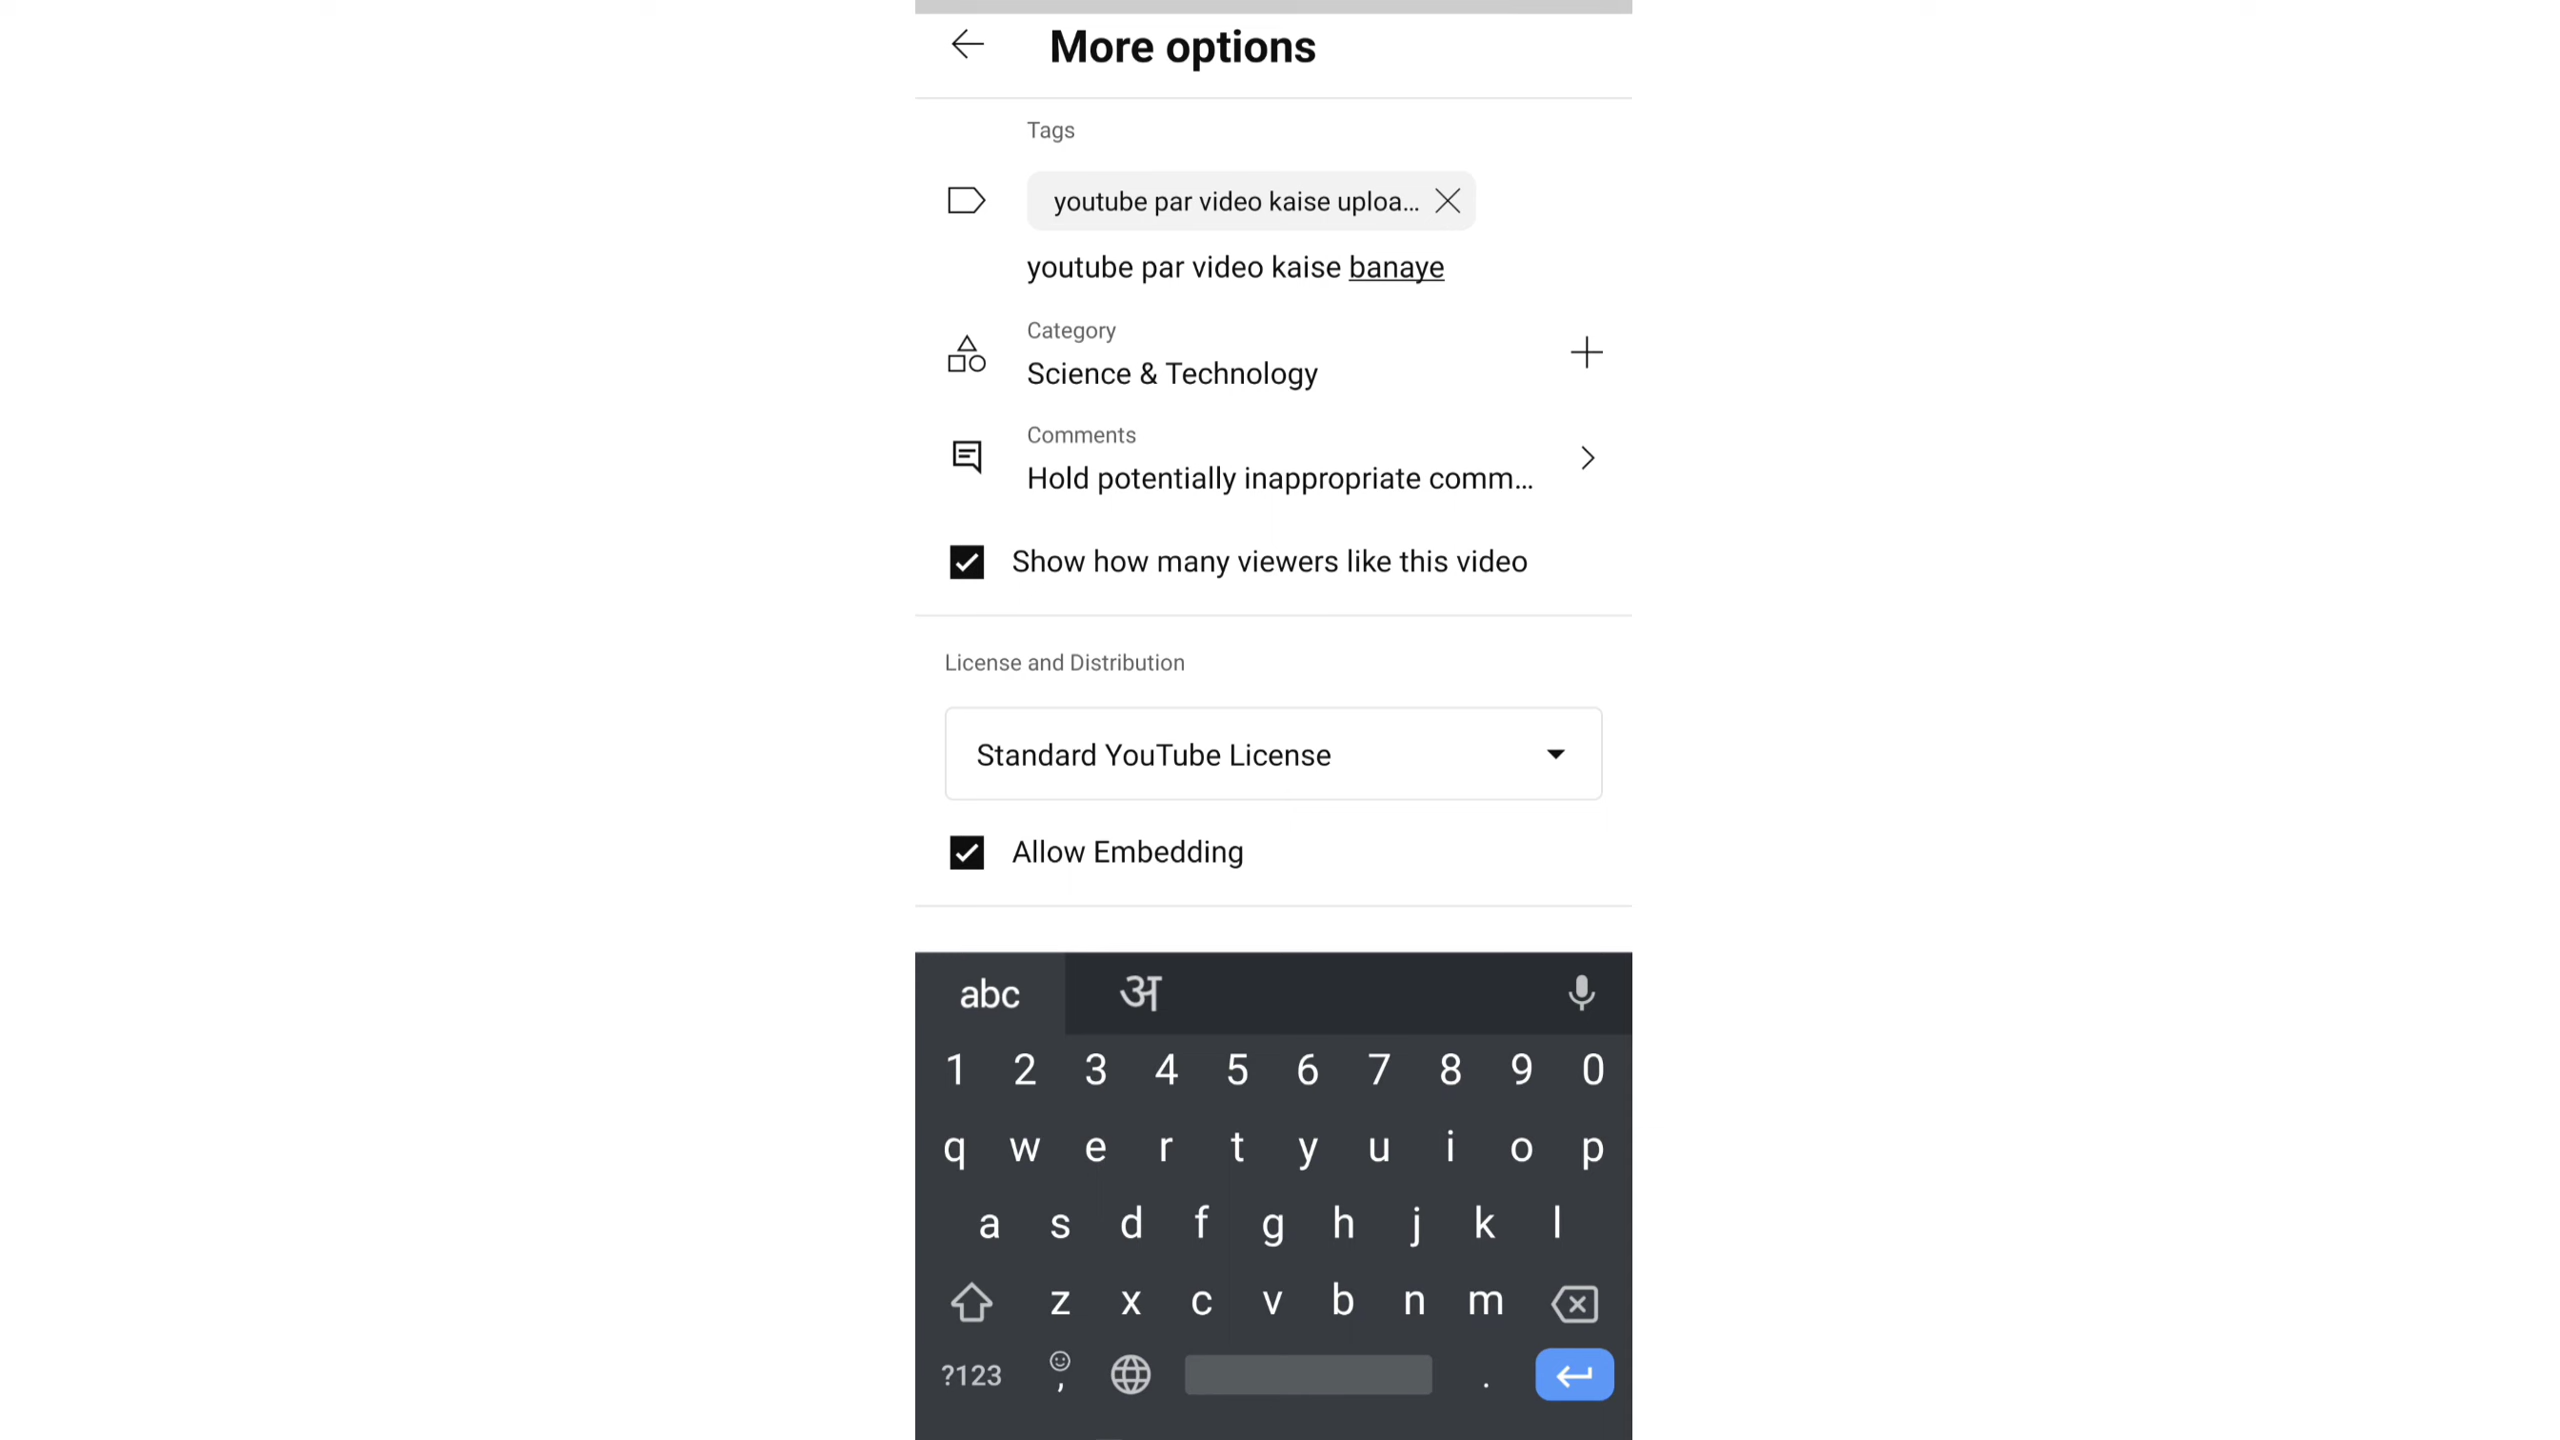 More options
Tags
youtube par video kaise uploa...
youtube par video kaise banaye
Category
Science & Technology
Comments
Hold potentially inappropriate comm...
Show how many viewers like this video
License and Distribution
Standard YouTube License
Allow Embedding
abc अ
1 2 3 4 5 6 7 8 9 0
q w e r t y u i o p
a s d f g h j k l
z x c v b n m
?123 , .